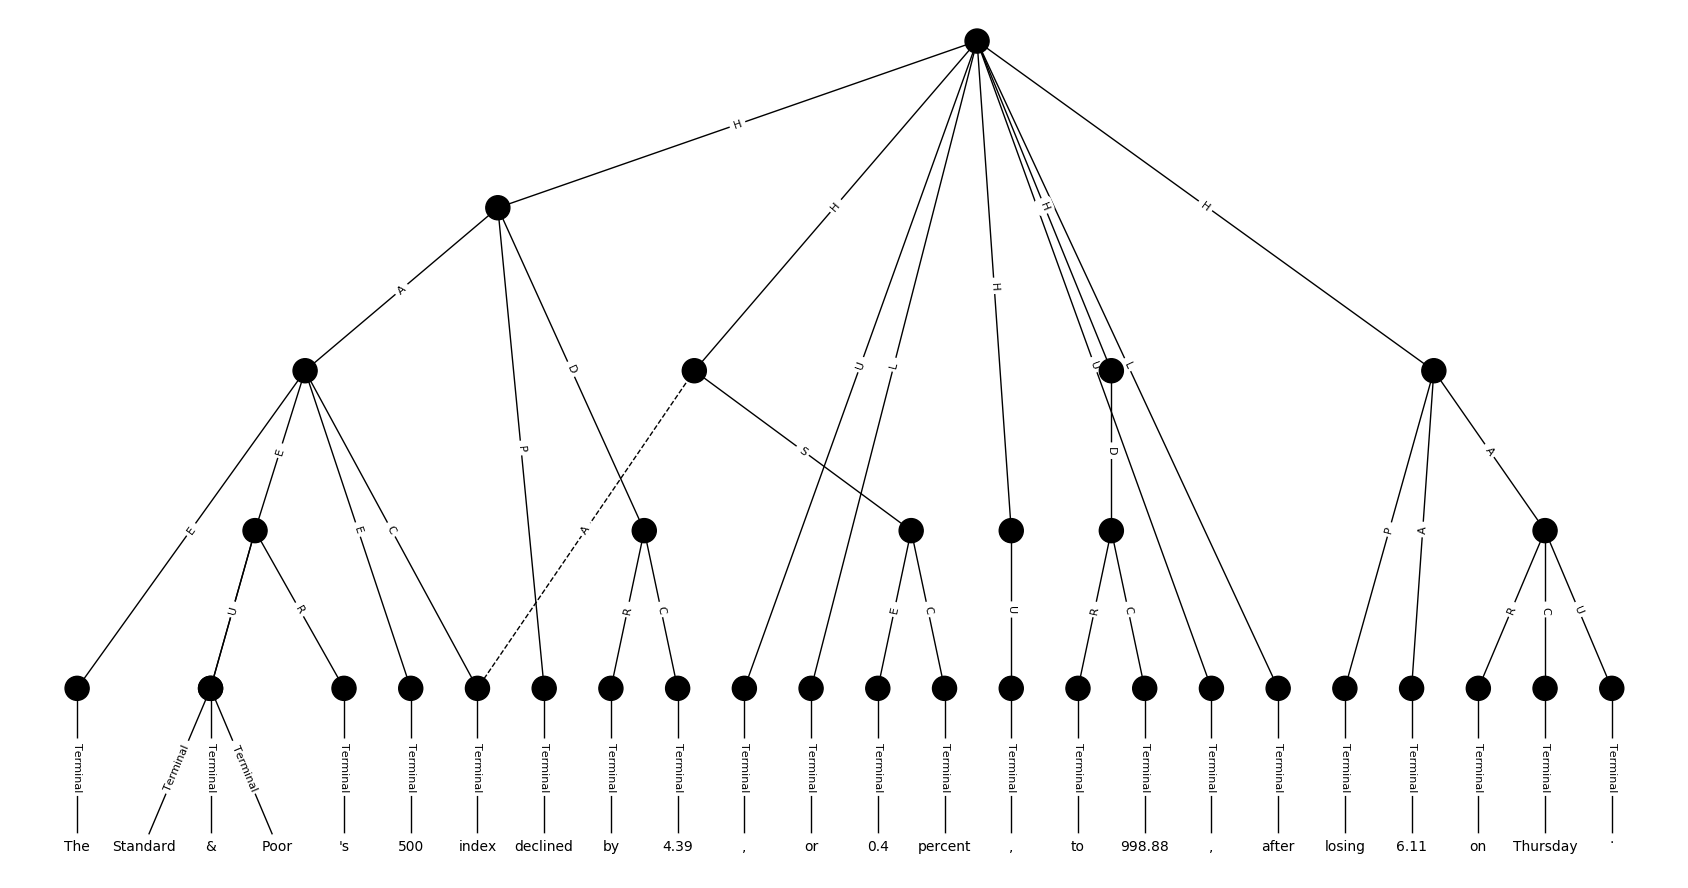 H
H H H
A H
U L U D L
P S D
E E E C A P A A
U R R C E C U R C R C U
Terminal Terminal Terminal Terminal Terminal Terminal Terminal Terminal Terminal Terminal Terminal Terminal Terminal Terminal Terminal Terminal Terminal Terminal Terminal Terminal Terminal Terminal Terminal Terminal
The Standard & Poor 's 500 index declined by 4.39 , or 0.4 percent , to 998.88 , after losing 6.11 on Thursday .